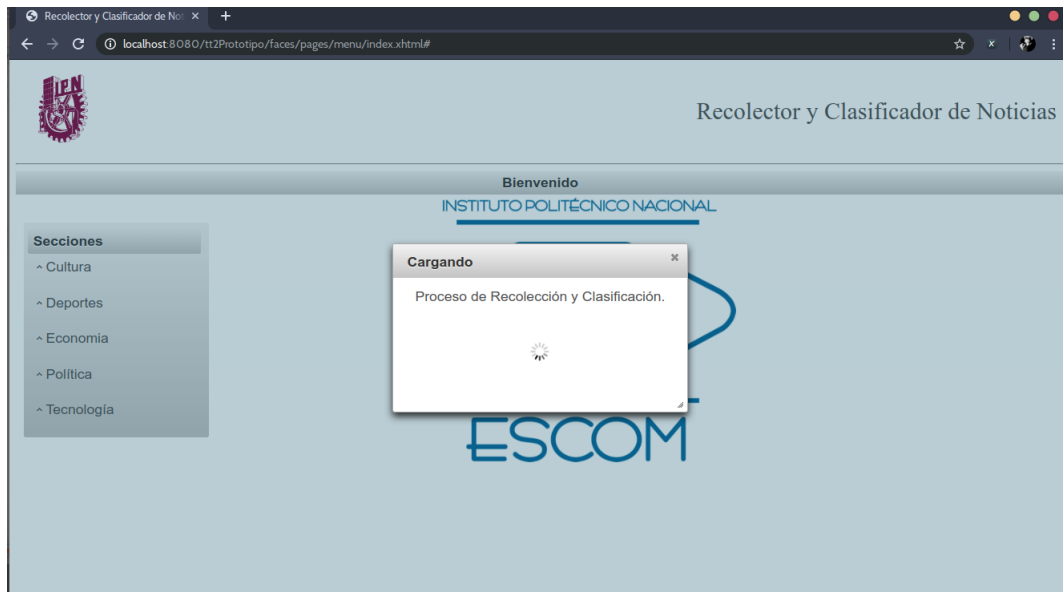 Recolector y Clasificador de Not
localhost:8080/tt2Prototipo/faces/pages/menu/index.xhtml#
IPN
Recolector y Clasificador de Noticias
Bienvenido
INSTITUTO POLITÉCNICO NACIONAL
Secciones
Cultura
Deportes
Economia
Política
Tecnología
Cargando
Proceso de Recolección y Clasificación.
ESCOM